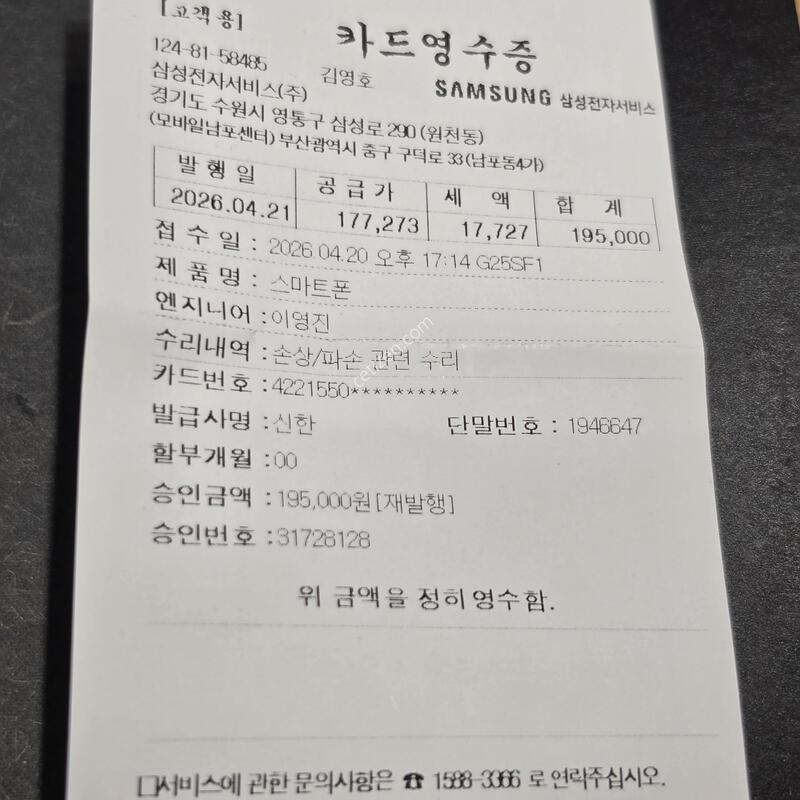 [고객용]
카드영수증
124-81-58485 김영호
삼성전자서비스(주) SAMSUNG 삼성전자서비스
경기도 수원시 영통구 삼성로 290 (원천동)
(모바일남포센터) 부산광역시 중구 구덕로 33 (남포동4가)
발행일 공급가 세액 합계
2026.04.21 177,273 17,727 195,000
접수일 : 2026.04.20 오후 17:14 G25SF1
제품명 : 스마트폰
엔지니어 :이영진
수리내역 :손상/파손 관련 수리
카드번호 :4221550**********
발급사명 :신한 단말번호 : 1946647
할부개월 :00
승인금액 :195,000원[재발행]
승인번호 :31728128
위 금액을 정히영수함.
□서비스에 관한 문의사항은 ☎ 1588-3366 로 연락주십시오.